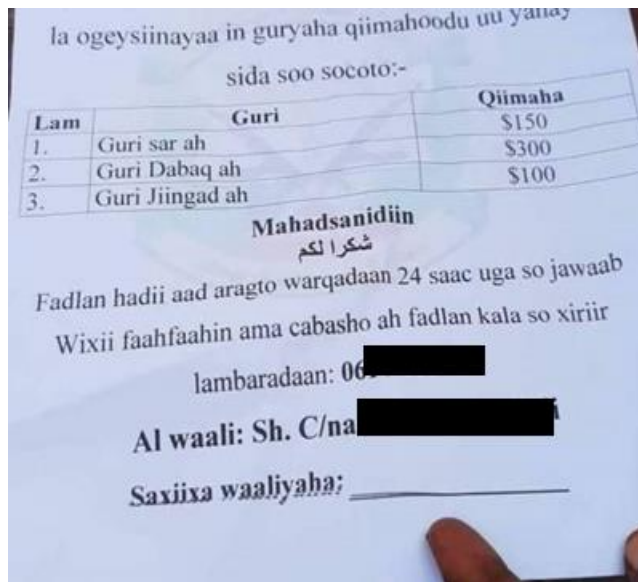 la ogeysiinayaa in guryaha qiimahoodu uu yahay
sida soo socoto:-
Lam Guri Qiimaha
1. Guri sar ah $150
2. Guri Dabaq ah $300
3. Guri Jiingad ah $100
Mahadsanidiin
شكرا لكم
Fadlan hadii aad aragto warqadaan 24 saac uga so jawaab
Wixii faahfaahin ama cabasho ah fadlan kala so xiriir
lambaradaan: 06
Al waali: Sh. C/na
Saxiixa waaliyaha;